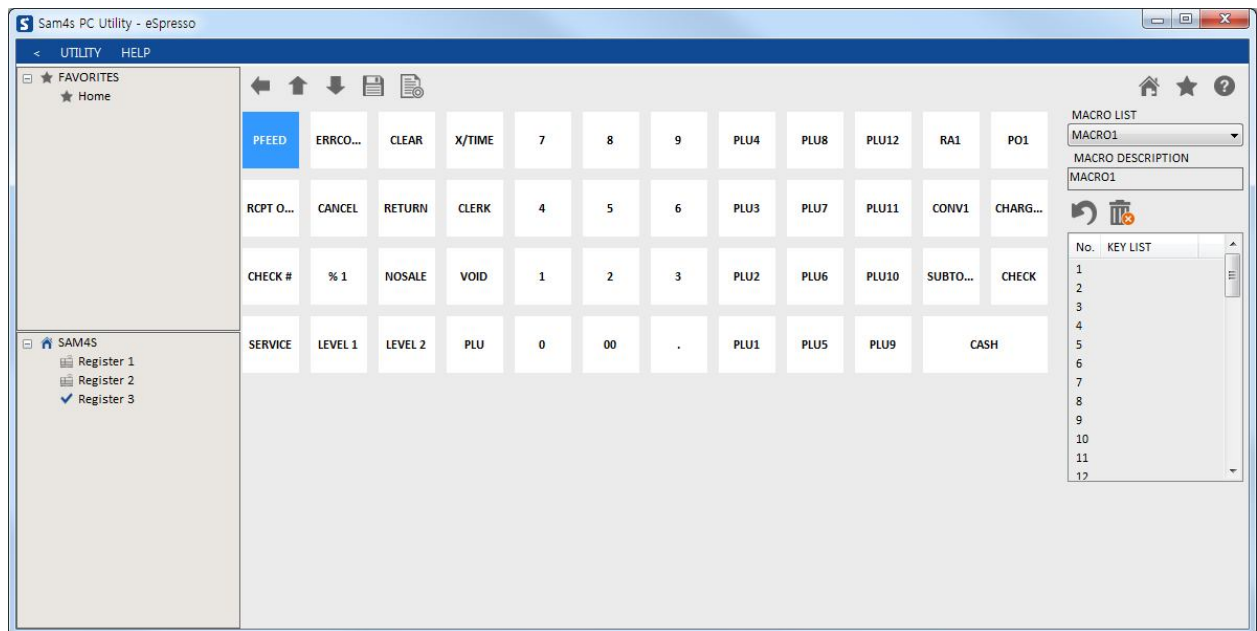 Sam4s PC Utility - eSpresso
< UTILITY HELP
FAVORITES
Home
SAM4S
Register 1
Register 2
Register 3
PFEED ERRCO... CLEAR X/TIME 7 8 9 PLU4 PLU8 PLU12 RA1 PO1
RCPT O... CANCEL RETURN CLERK 4 5 6 PLU3 PLU7 PLU11 CONV1 CHARG...
CHECK # % 1 NOSALE VOID 1 2 3 PLU2 PLU6 PLU10 SUBTO... CHECK
SERVICE LEVEL 1 LEVEL 2 PLU 0 00 . PLU1 PLU5 PLU9 CASH
MACRO LIST
MACRO1
MACRO DESCRIPTION
MACRO1
No. KEY LIST
1
2
3
4
5
6
7
8
9
10
11
12